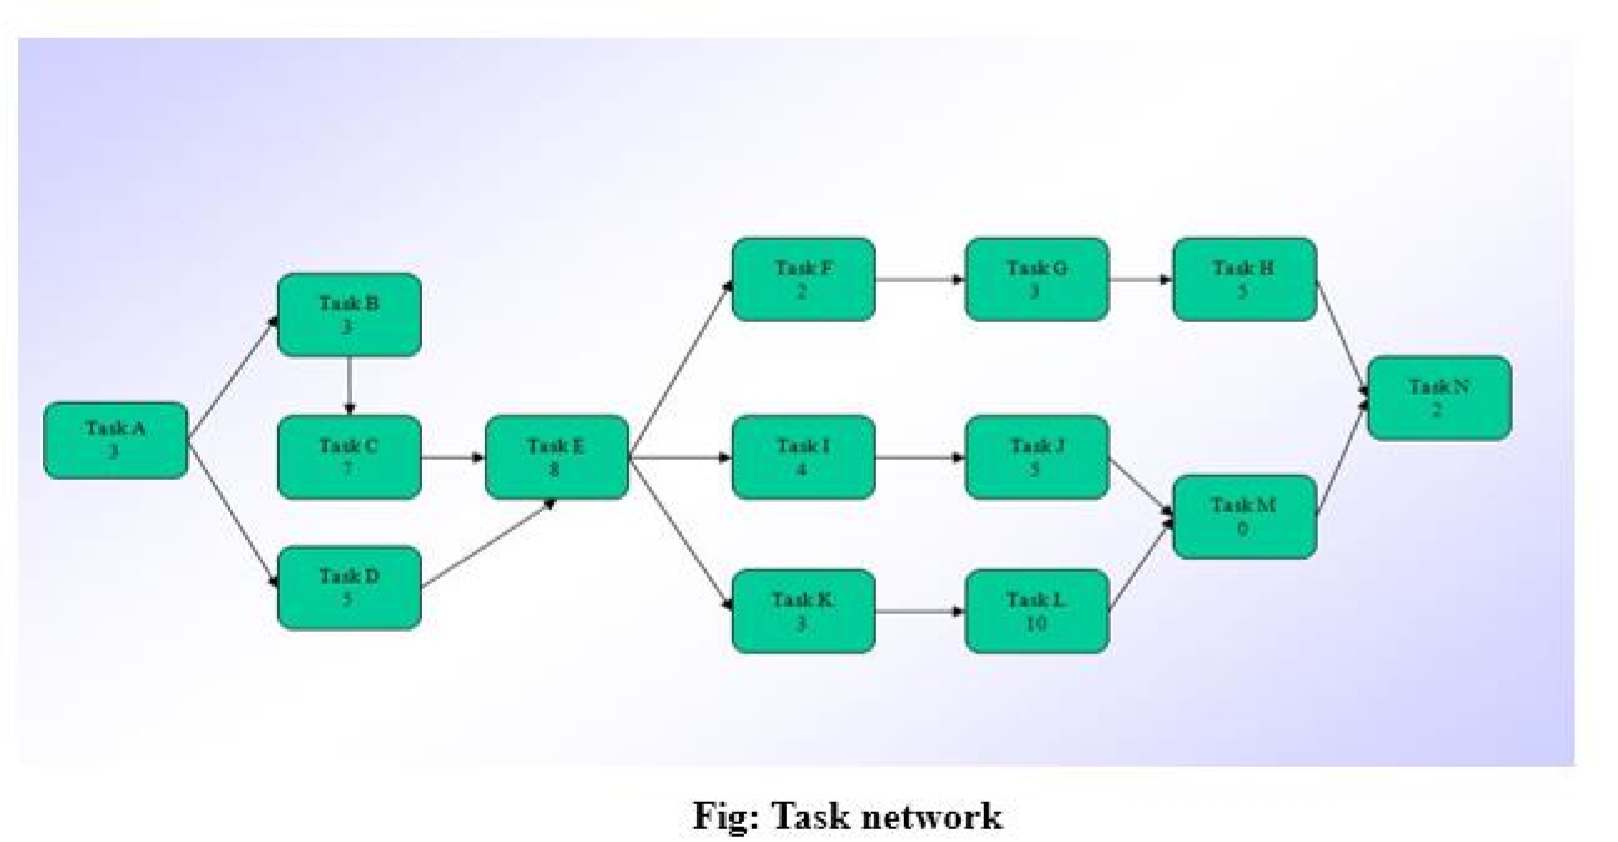 Task F
2
Task G
3
Task H
5
Task B
3
Task N
2
Task A
3
Task C
7
Task E
8
Task I
4
Task J
5
Task M
0
Task D
5
Task K
3
Task L
10
Fig: Task network